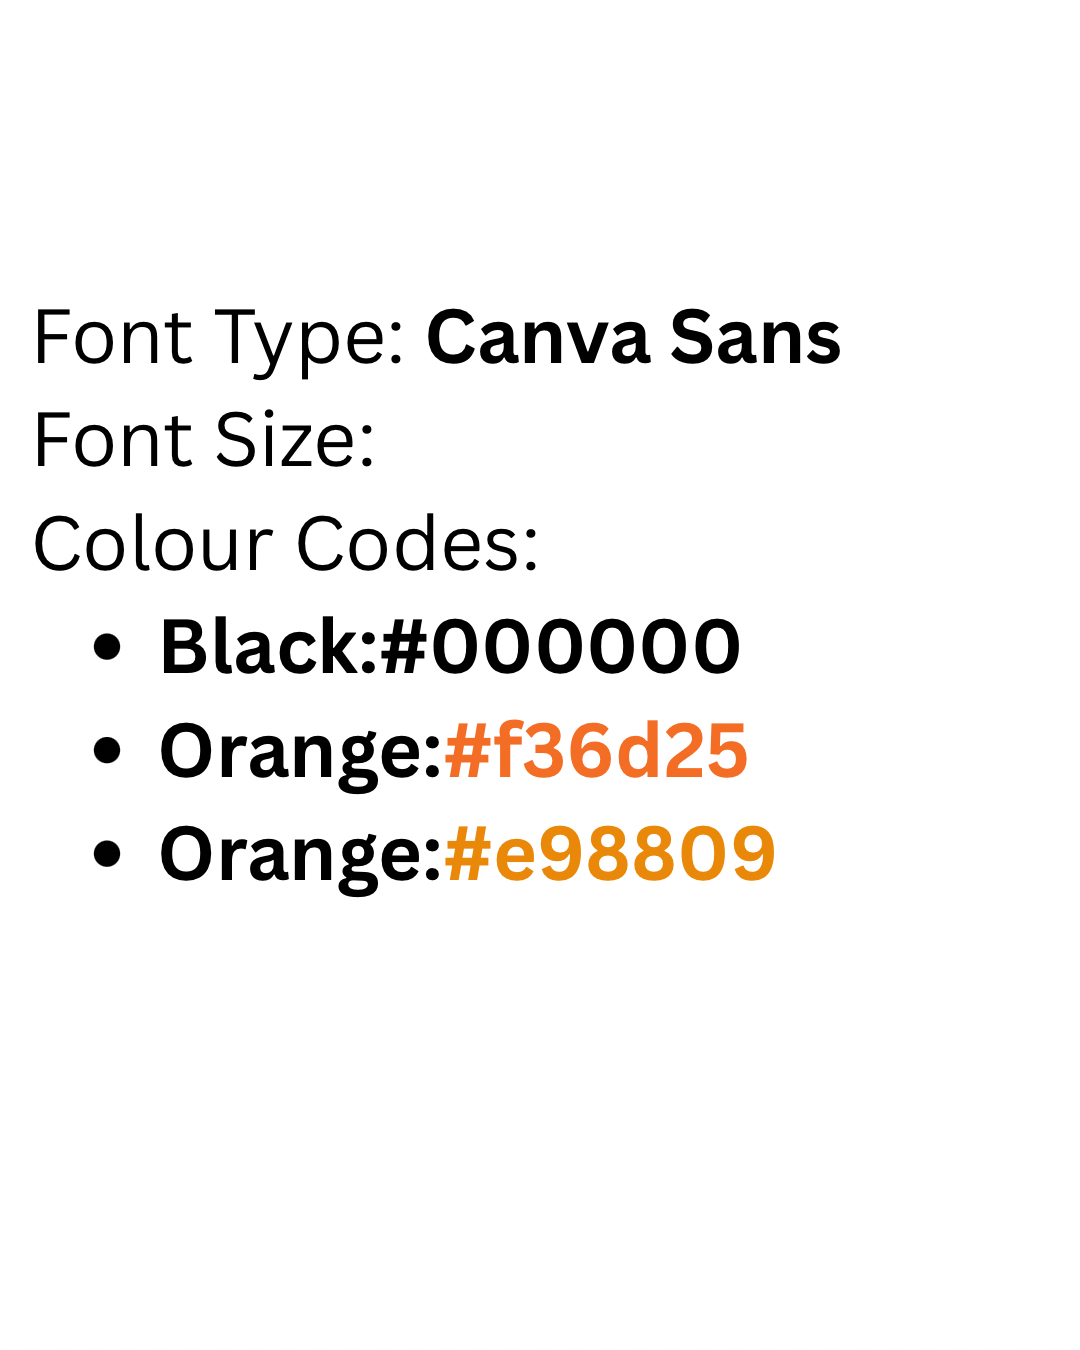 Font Type: Canva Sans
Font Size:
Colour Codes:
• Black:#000000
• Orange:#f36d25
• Orange:#e98809